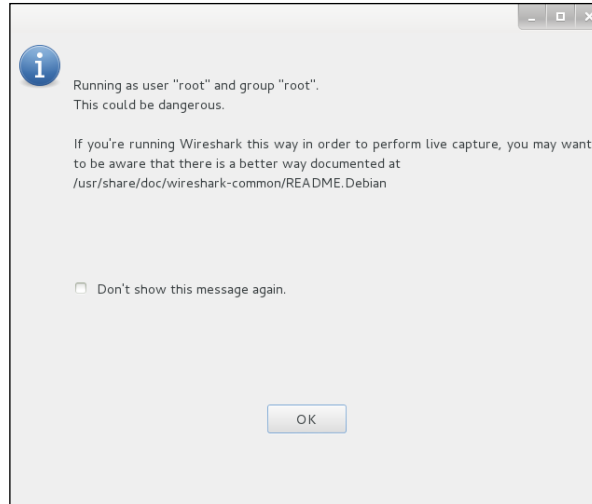 Running as user "root" and group "root".
This could be dangerous.
If you're running Wireshark this way in order to perform live capture, you may want
to be aware that there is a better way documented at
/usr/share/doc/wireshark-common/README.Debian
Don't show this message again.
OK